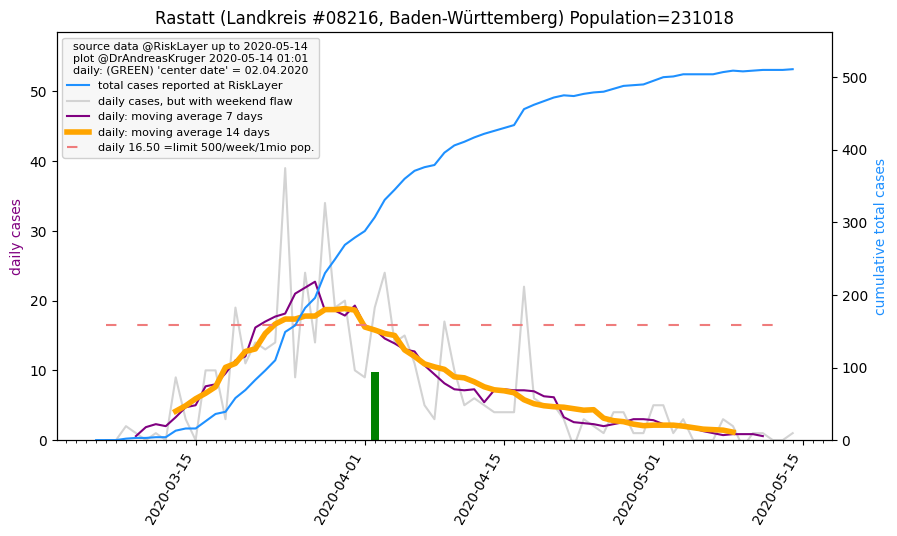 Rastatt (Landkreis #08216, Baden-Württemberg) Population=231018
source data @RiskLayer up to 2020-05-14
plot @DrAndreasKruger 2020-05-14 01:01
daily: (GREEN) 'center date' = 02.04.2020
total cases reported at RiskLayer
daily cases, but with weekend flaw
daily: moving average 7 days
daily: moving average 14 days
daily 16.50 =limit 500/week/1mio pop.
daily cases
50
40
30
20
10
0
500
400
300
200
100
0
cumulative total cases
2020-03-15
2020-04-01
2020-04-15
2020-05-01
2020-05-15